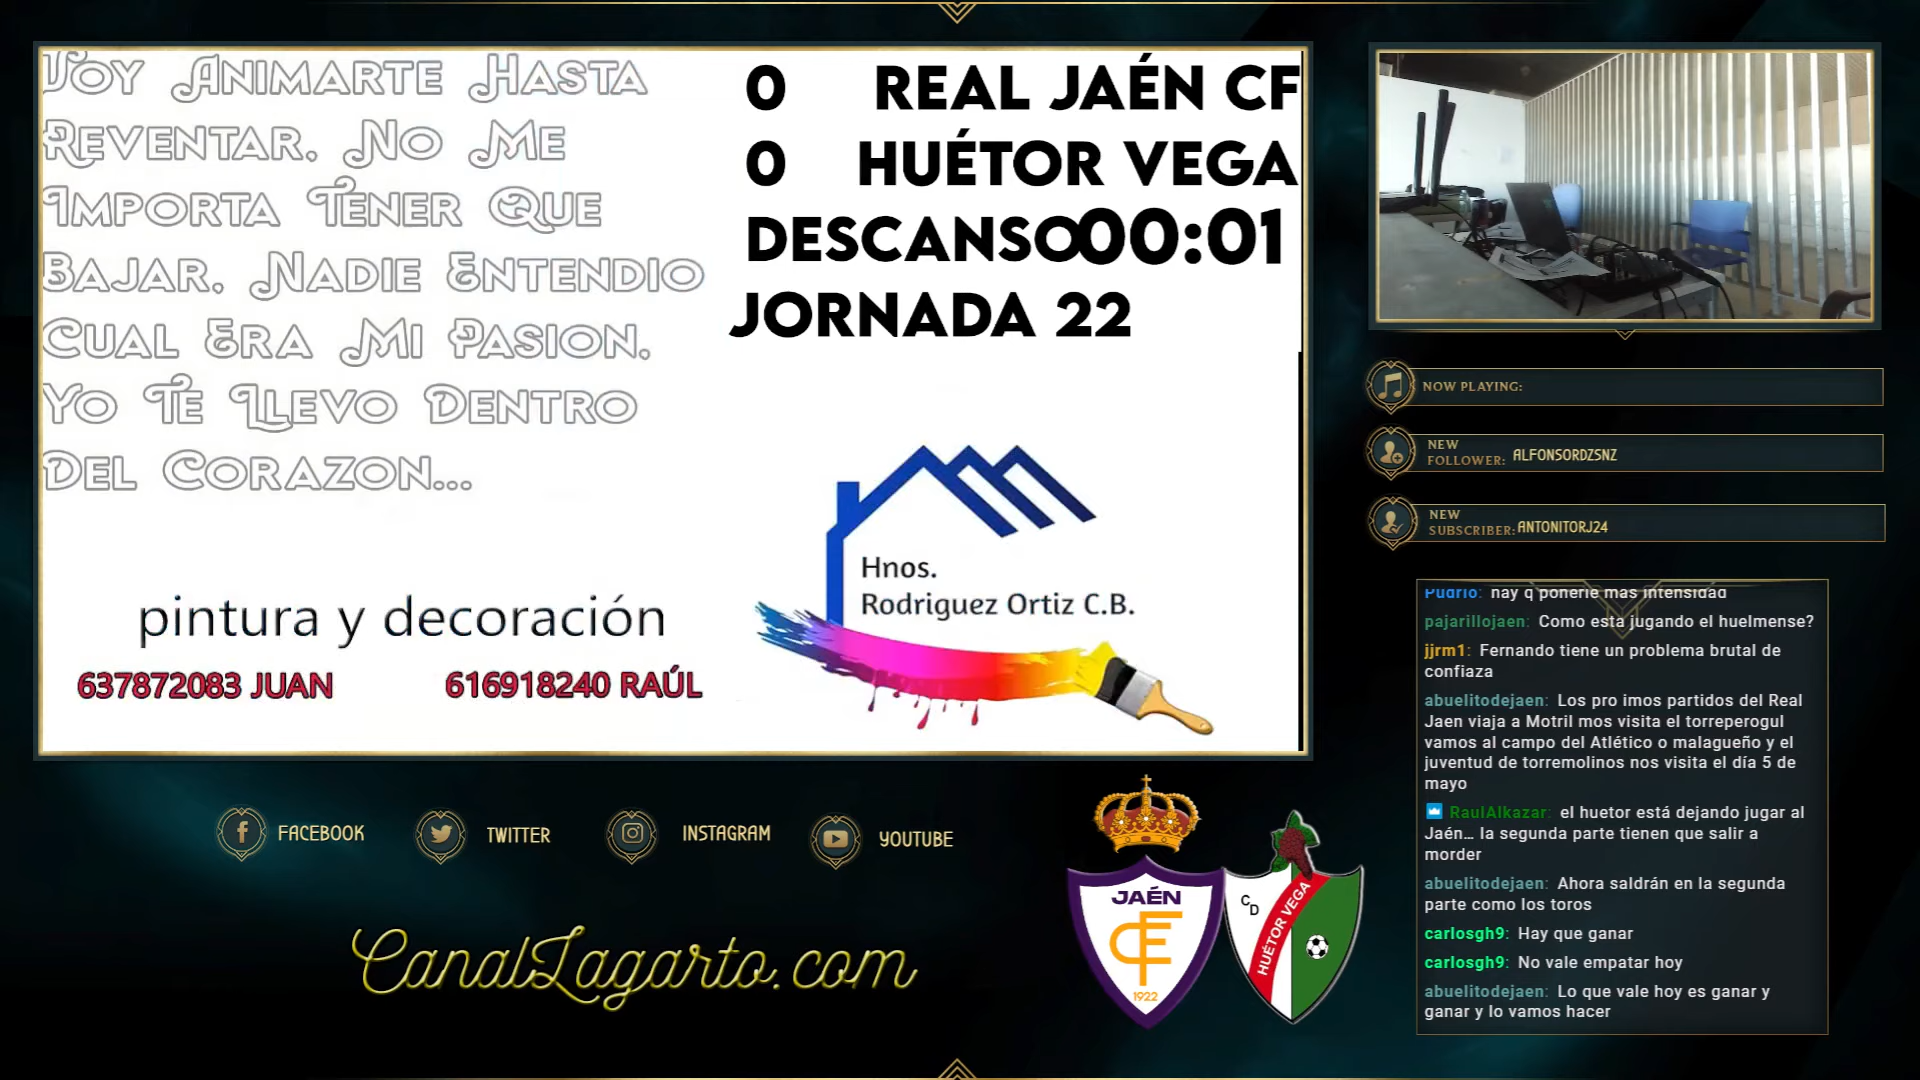 Voy Animarte Hasta
Reventar. No Me
Importa Tener Que
Bajar. Nadie Entendio
Cual Era Mi Pasion.
Yo Te Llevo Dentro
Del Corazon...
0 REAL JAÉN CF
0 HUÉTOR VEGA
DESCANSO 00:01
JORNADA 22
Hnos.
Rodriguez Ortiz C.B.
pintura y decoración
637872083 JUAN 616918240 RAÚL
NOW PLAYING:
NEW
FOLLOWER: ALFONSORDZSNZ
NEW
SUBSCRIBER: ANTONITORJ24
Pudrio: hay q ponerle mas intensidad
pajarillojaen: Como esta jugando el huelmense?
jjrm1: Fernando tiene un problema brutal de
confiaza
abuelitodejaen: Los pro imos partidos del Real
Jaen viaja a Motril mos visita el torreperogul
vamos al campo del Atlético o malagueño y el
juventud de torremolinos nos visita el día 5 de
mayo
RaulAlkazar: el huetor está dejando jugar al
Jaén... la segunda parte tienen que salir a
morder
abuelitodejaen: Ahora saldrán en la segunda
parte como los toros
carlosgh9: Hay que ganar
carlosgh9: No vale empatar hoy
abuelitodejaen: Lo que vale hoy es ganar y
ganar y lo vamos hacer
FACEBOOK TWITTER INSTAGRAM YOUTUBE
CanalLagarto.com
JAÉN
CF
1922
CD
HUÉTOR VEGA